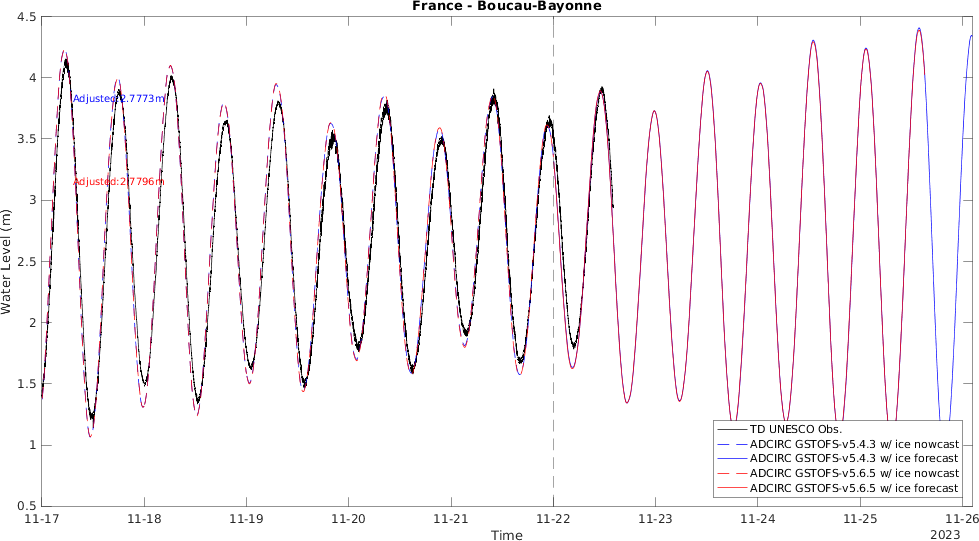 France - Boucau-Bayonne
4.5
4
3.5
3
2.5
2
1.5
1
0.5
Water Level (m)
Adjusted:2.7773m
Adjusted:2.7796m
TD UNESCO Obs.
ADCIRC GSTOFS-v5.4.3 w/ ice nowcast
ADCIRC GSTOFS-v5.4.3 w/ ice forecast
ADCIRC GSTOFS-v5.6.5 w/ ice nowcast
ADCIRC GSTOFS-v5.6.5 w/ ice forecast
11-17 11-18 11-19 11-20 11-21 11-22 11-23 11-24 11-25 11-26
Time
2023